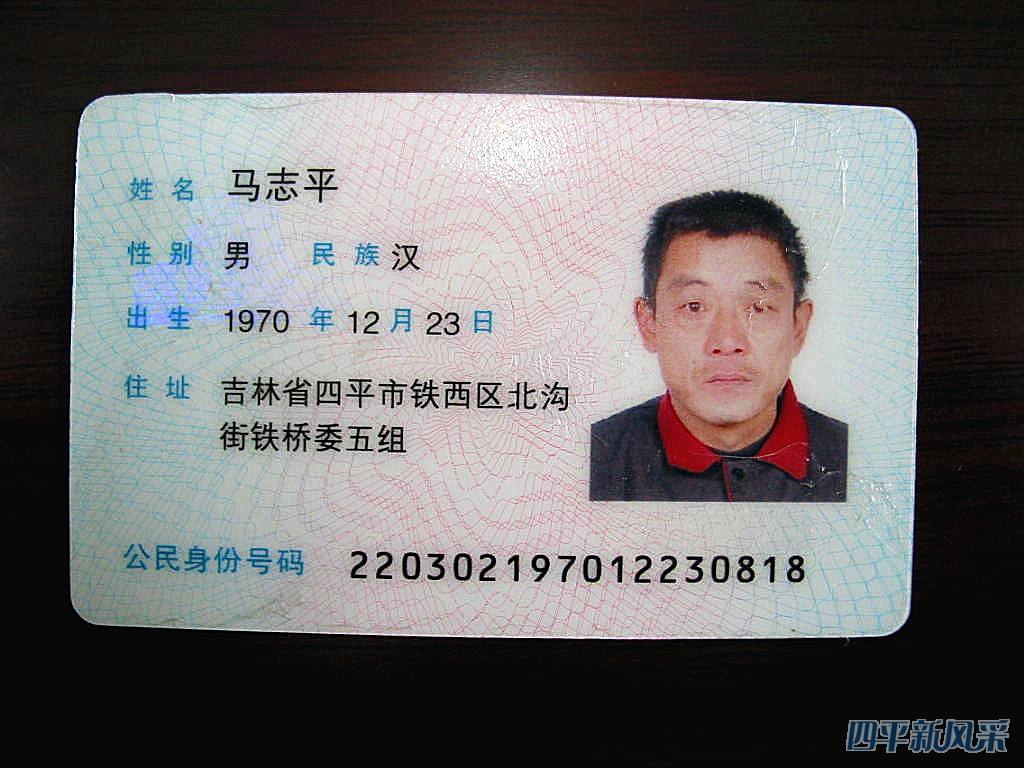 姓名 马志平
性别 男 民族 汉
出生 1970 年 12 月 23 日
住址 吉林省四平市铁西区北沟
街铁桥委五组
公民身份号码 220302197012230818
四平新风采